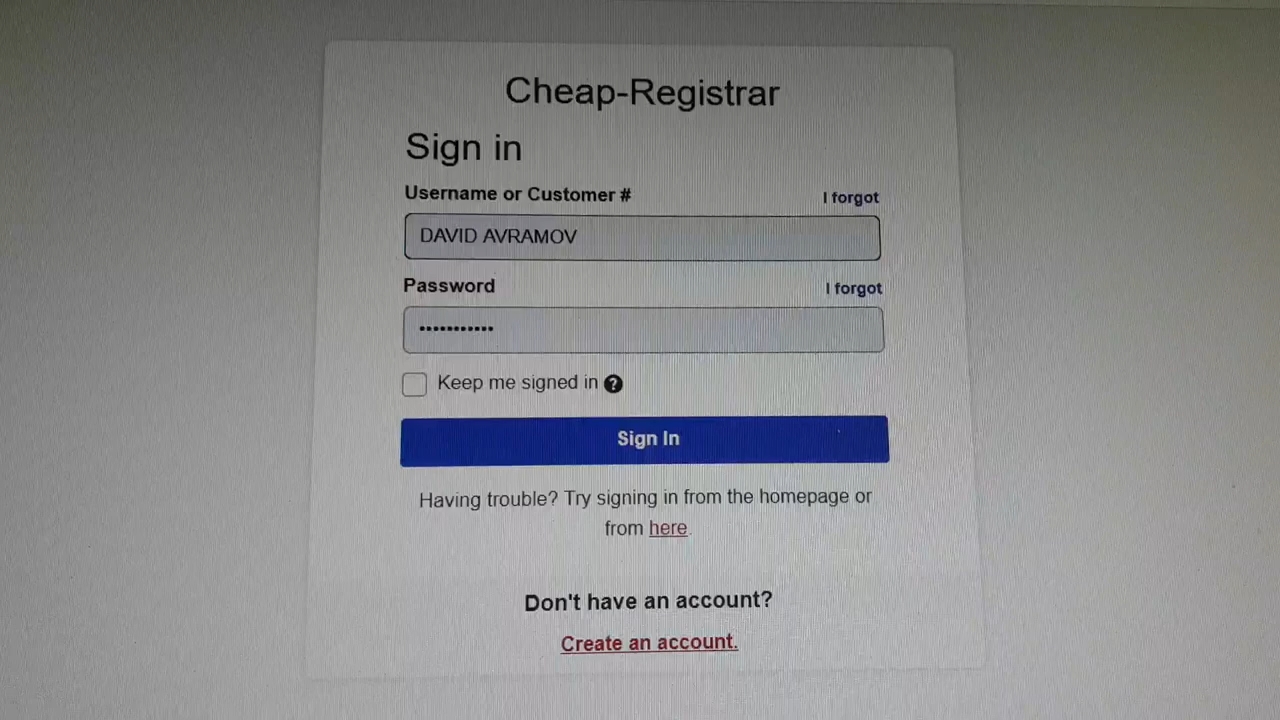 Cheap-Registrar
Sign in
Username or Customer #
I forgot
DAVID AVRAMOV
Password
I forgot
•••••••••••
Keep me signed in ?
Sign In
Having trouble? Try signing in from the homepage or
from here.
Don't have an account?
Create an account.